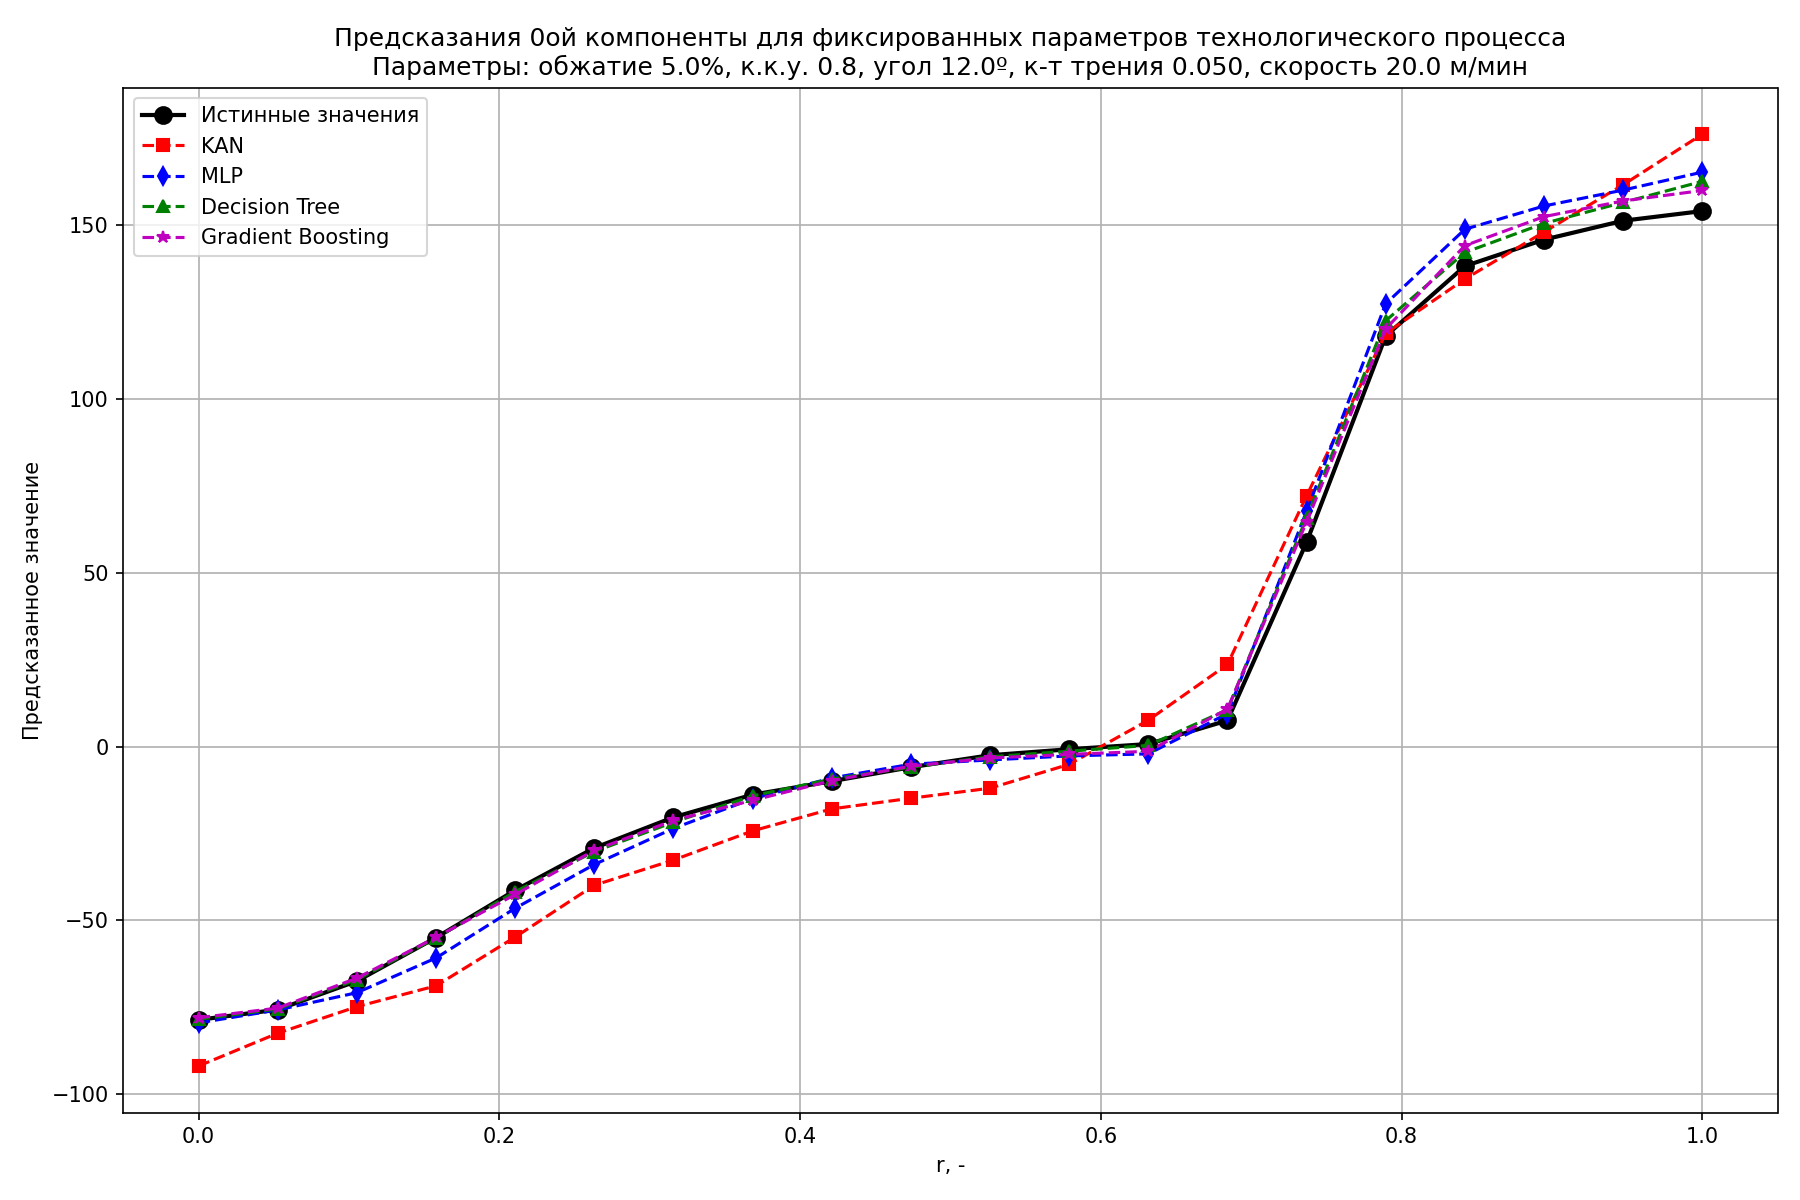 Предсказания 0ой компоненты для фиксированных параметров технологического процесса
Параметры: обжатие 5.0%, к.к.у. 0.8, угол 12.0º, к-т трения 0.050, скорость 20.0 м/мин
Истинные значения
KAN
MLP
Decision Tree
Gradient Boosting
Предсказанное значение
150
100
50
0
−50
−100
0.0 0.2 0.4 0.6 0.8 1.0
r, -